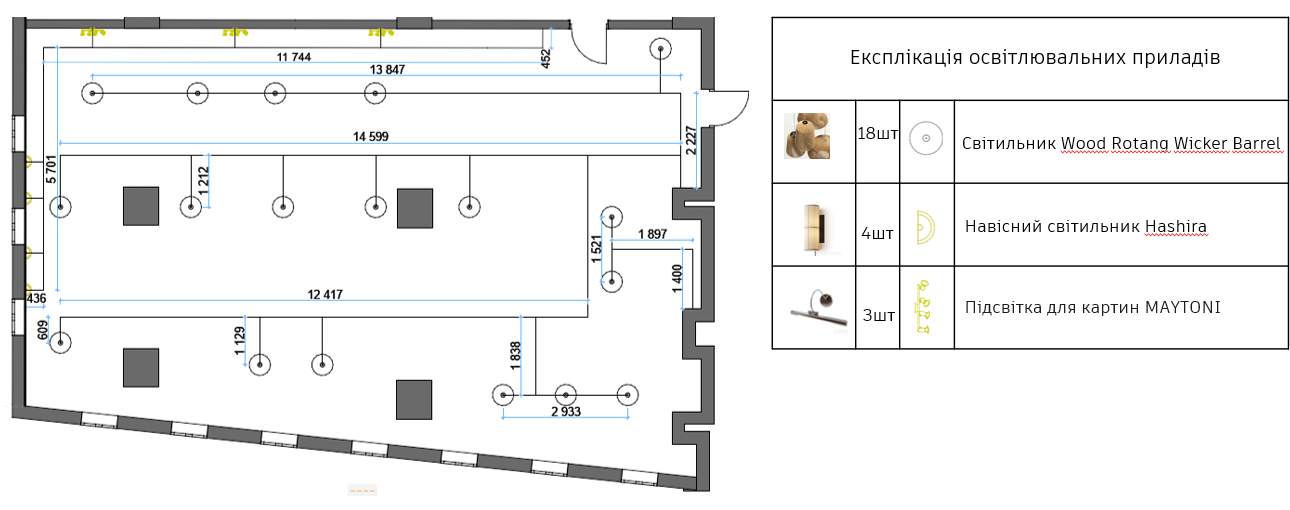 11 744
452
13 847
14 599
2 227
5 701
1 212
1 897
1 521
1 400
436
12 417
609
1 129
1 838
2 933
Експлікація освітлювальних приладів
18шт
Світильник Wood Rotang Wicker Barrel
4шт
Навісний світильник Hashira
3шт
Підсвітка для картин MAYTONI